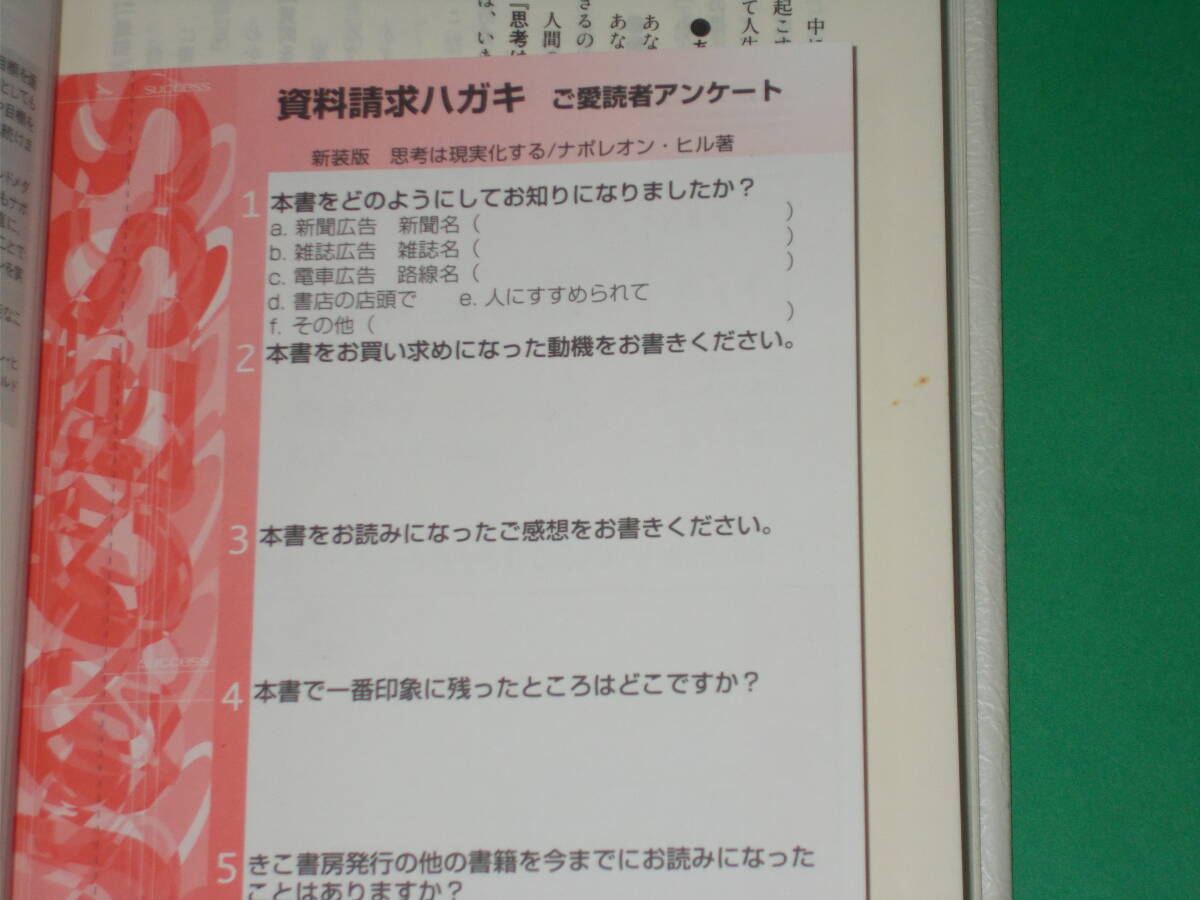 success
資料請求ハガキ ご愛読者アンケート
新装版 思考は現実化する/ナポレオン・ヒル著
1 本書をどのようにしてお知りになりましたか?
a. 新聞広告 新聞名( )
b. 雑誌広告 雑誌名( )
c. 電車広告 路線名( )
d. 書店の店頭で e. 人にすすめられて
f. その他( )
2 本書をお買い求めになった動機をお書きください。
3 本書をお読みになったご感想をお書きください。
success
4 本書で一番印象に残ったところはどこですか?
5 きこ書房発行の他の書籍を今までにお読みになった
ことはありますか?